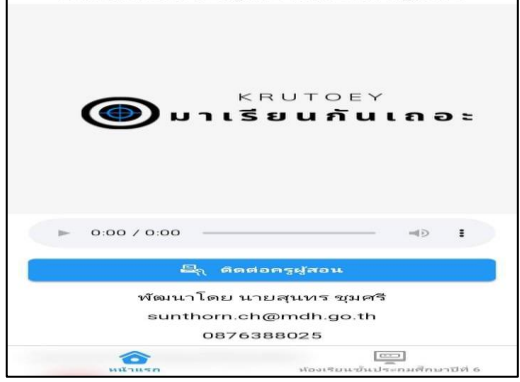 KRUTOEY
มาเรียนกันเถอะ
0:00 / 0:00
ติดต่อครูผู้สอน
พัฒนาโดย นายสุนทร ชุมศรี
sunthorn.ch@mdh.go.th
0876388025
หน้าแรก
ห้องเรียนชั้นประถมศึกษาปีที่ 6